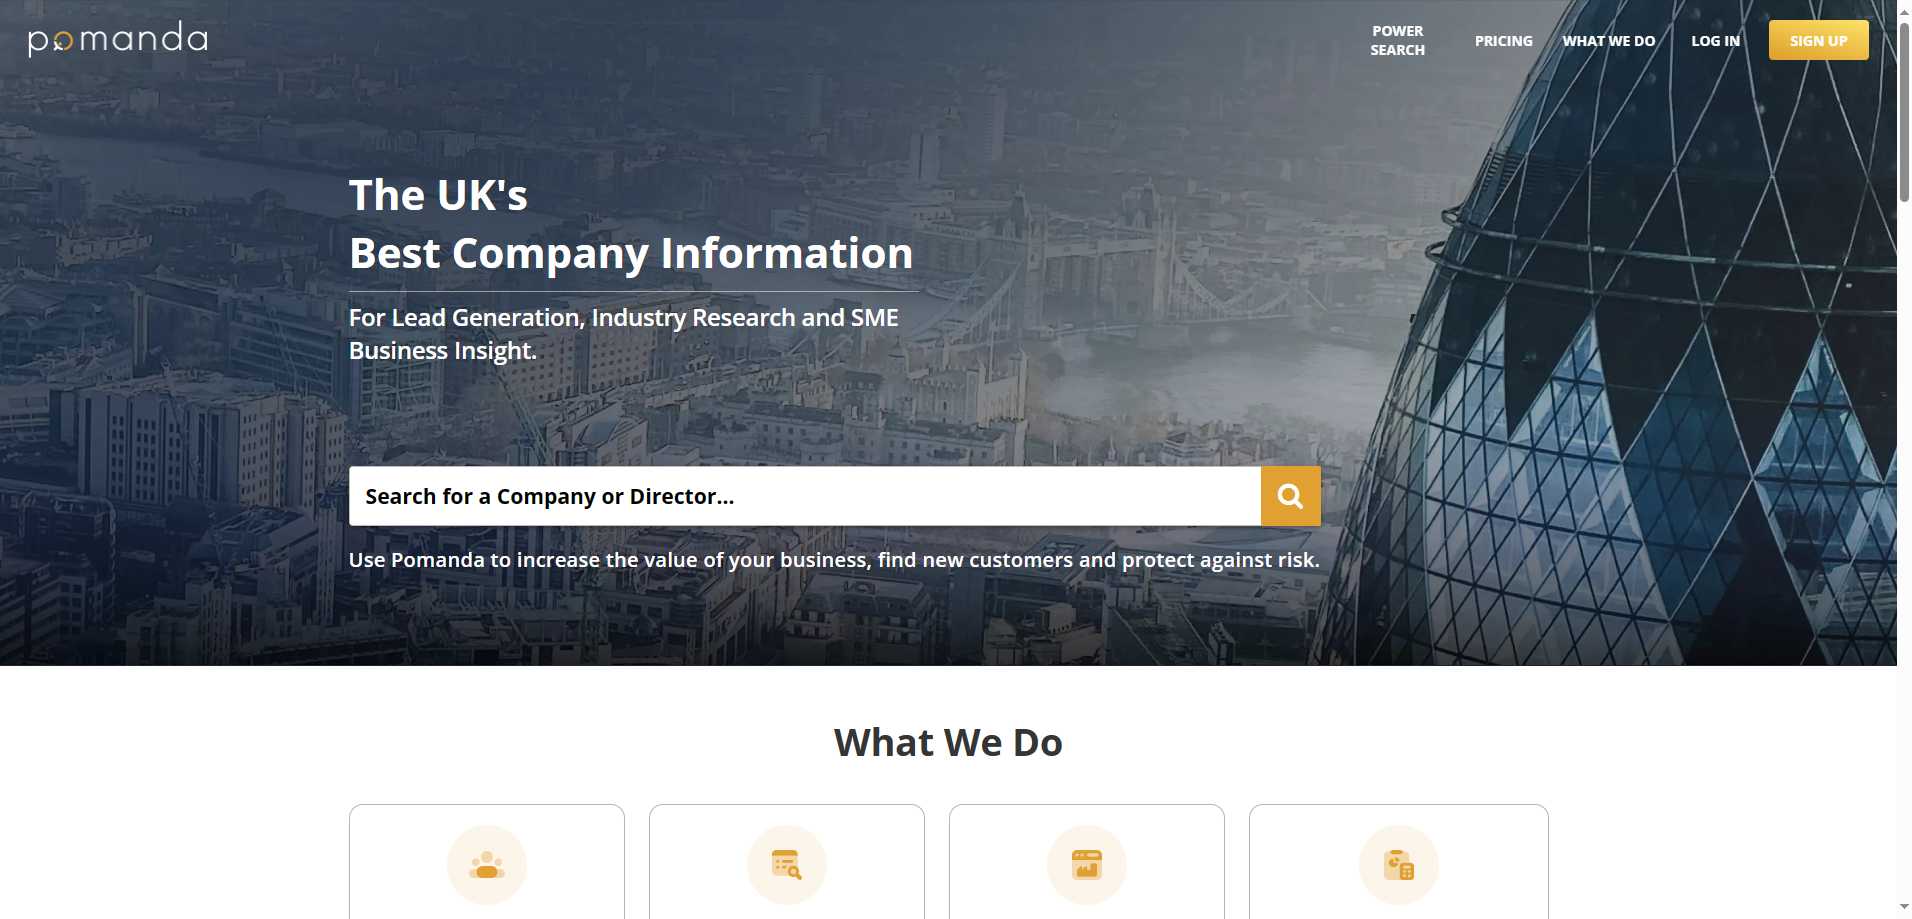 pomanda
POWER
SEARCH
PRICING
WHAT WE DO
LOG IN
SIGN UP
The UK's
Best Company Information
For Lead Generation, Industry Research and SME
Business Insight.
Search for a Company or Director...
Use Pomanda to increase the value of your business, find new customers and protect against risk.
What We Do